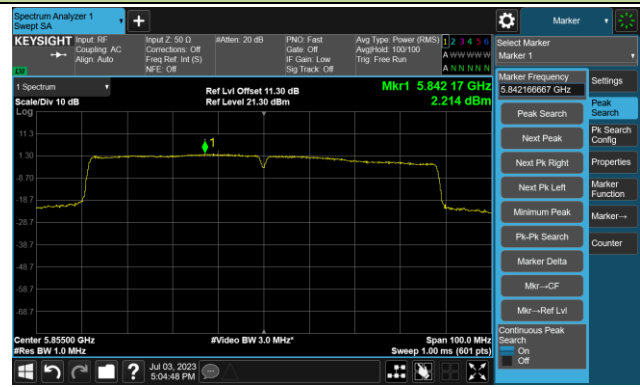 Spectrum Analyzer 1
Swept SA
+
Marker
KEYSIGHT
Input: RF
Coupling: AC
Align: Auto
Input Z: 50 Ω
Corrections: Off
Freq Ref: Int (S)
NFE: Off
#Atten: 20 dB
PNO: Fast
Gate: Off
IF Gain: Low
Sig Track: Off
Avg Type: Power (RMS)
Avg|Hold: 100/100
Trig: Free Run
1 2 3 4 5 6
A W W W W W
A N N N N N
LXI
Select Marker
Marker 1
1 Spectrum
Scale/Div 10 dB
Log
Ref Lvl Offset 11.30 dB
Ref Level 21.30 dBm
Mkr1 5.842 17 GHz
2.214 dBm
11.3
1.30
-8.70
-18.7
-28.7
-38.7
-48.7
-58.7
-68.7
1
Center 5.85500 GHz
#Res BW 1.0 MHz
#Video BW 3.0 MHz*
Span 100.0 MHz
Sweep 1.00 ms (601 pts)
Marker Frequency
5.842166667 GHz
Peak Search
Next Peak
Next Pk Right
Next Pk Left
Minimum Peak
Pk-Pk Search
Marker Delta
Mkr→CF
Mkr→Ref Lvl
Continuous Peak
Search
On
Off
Settings
Peak
Search
Pk Search
Config
Properties
Marker
Function
Marker→
Counter
?
Jul 03, 2023
5:04:48 PM